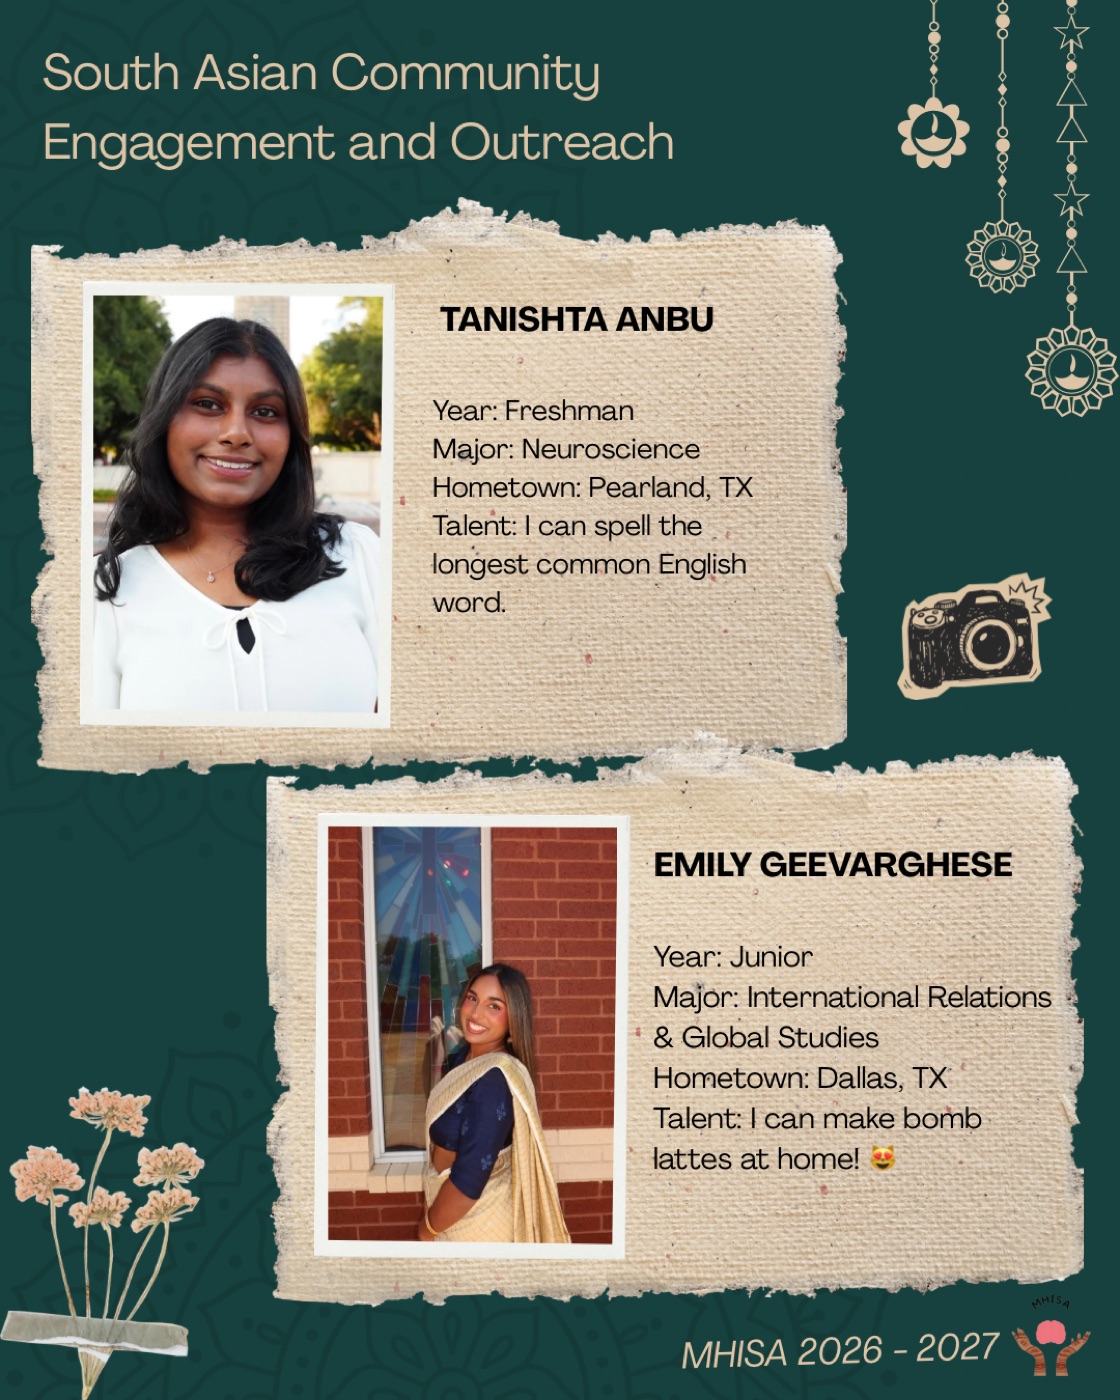 South Asian Community
Engagement and Outreach
TANISHTA ANBU
Year: Freshman
Major: Neuroscience
Hometown: Pearland, TX
Talent: I can spell the
longest common English
word.
EMILY GEEVARGHESE
Year: Junior
Major: International Relations
& Global Studies
Hometown: Dallas, TX
Talent: I can make bomb
lattes at home! 😻
MHISA
MHISA 2026 - 2027